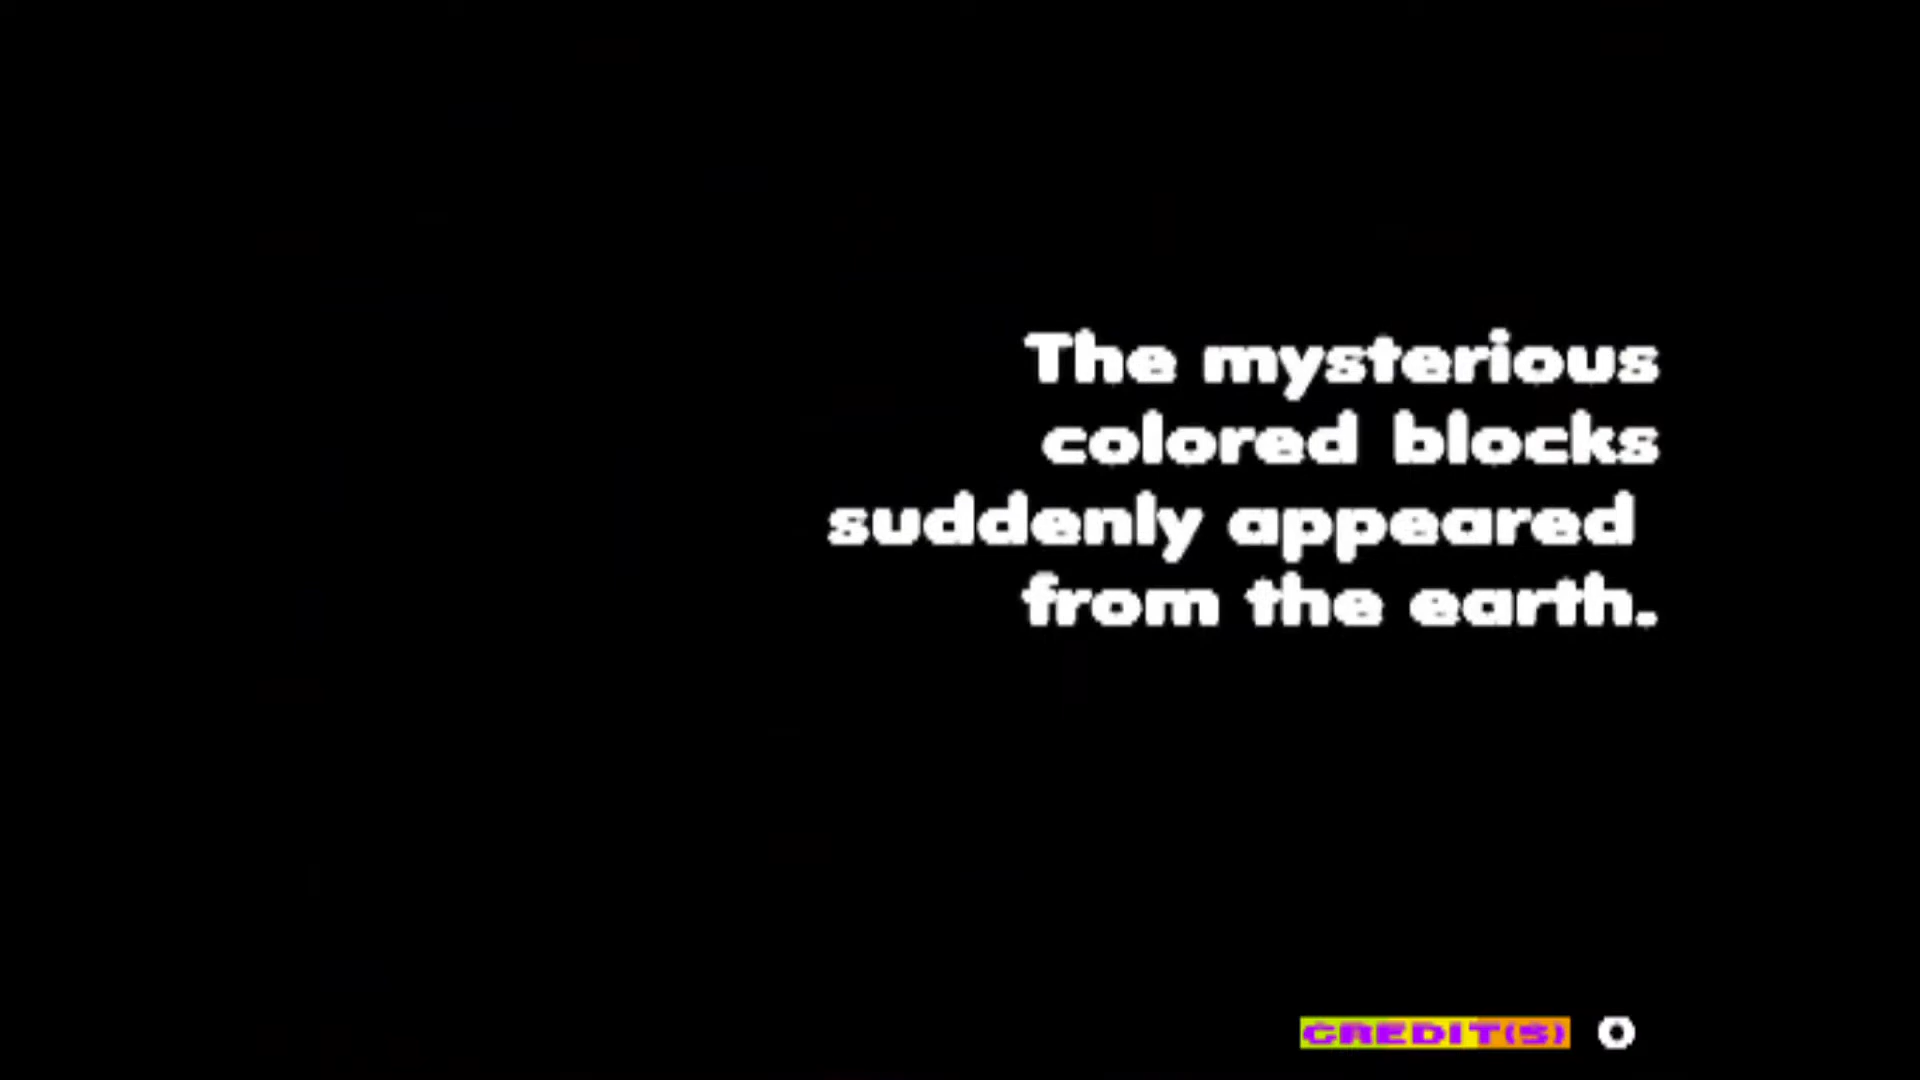 The mysterious
colored blocks
suddenly appeared
from the earth.
CREDIT(S) 0